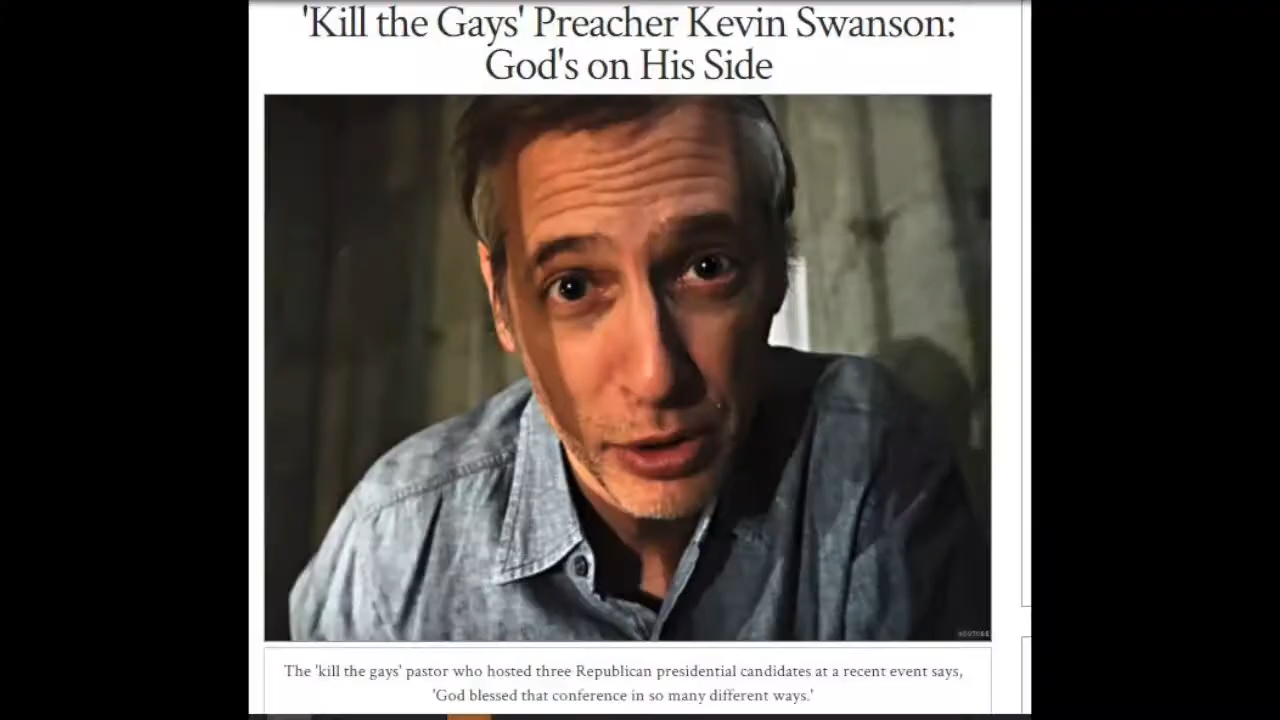 'Kill the Gays' Preacher Kevin Swanson:
God's on His Side
YOUTUBE
The 'kill the gays' pastor who hosted three Republican presidential candidates at a recent event says,
'God blessed that conference in so many different ways.'